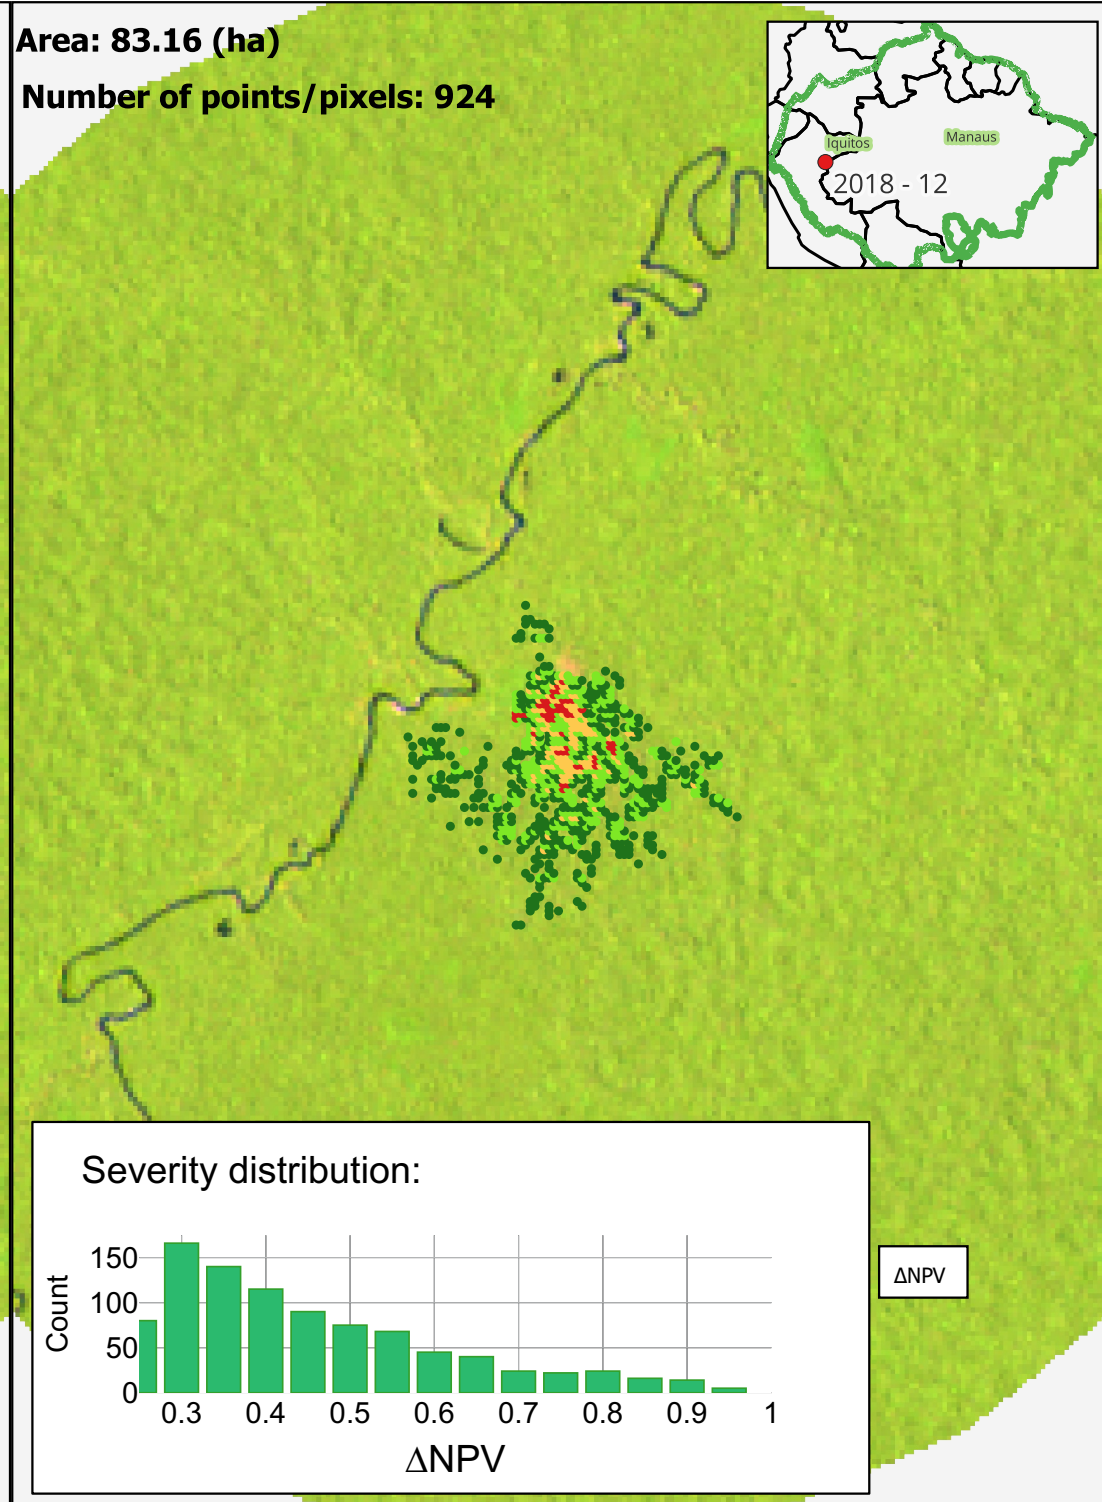 Area: 83.16 (ha)
Number of points/pixels: 924
Iquitos
Manaus
2018 - 12
Severity distribution:
150
100
50
0
Count
0.3 0.4 0.5 0.6 0.7 0.8 0.9 1
ΔNPV
ΔNPV